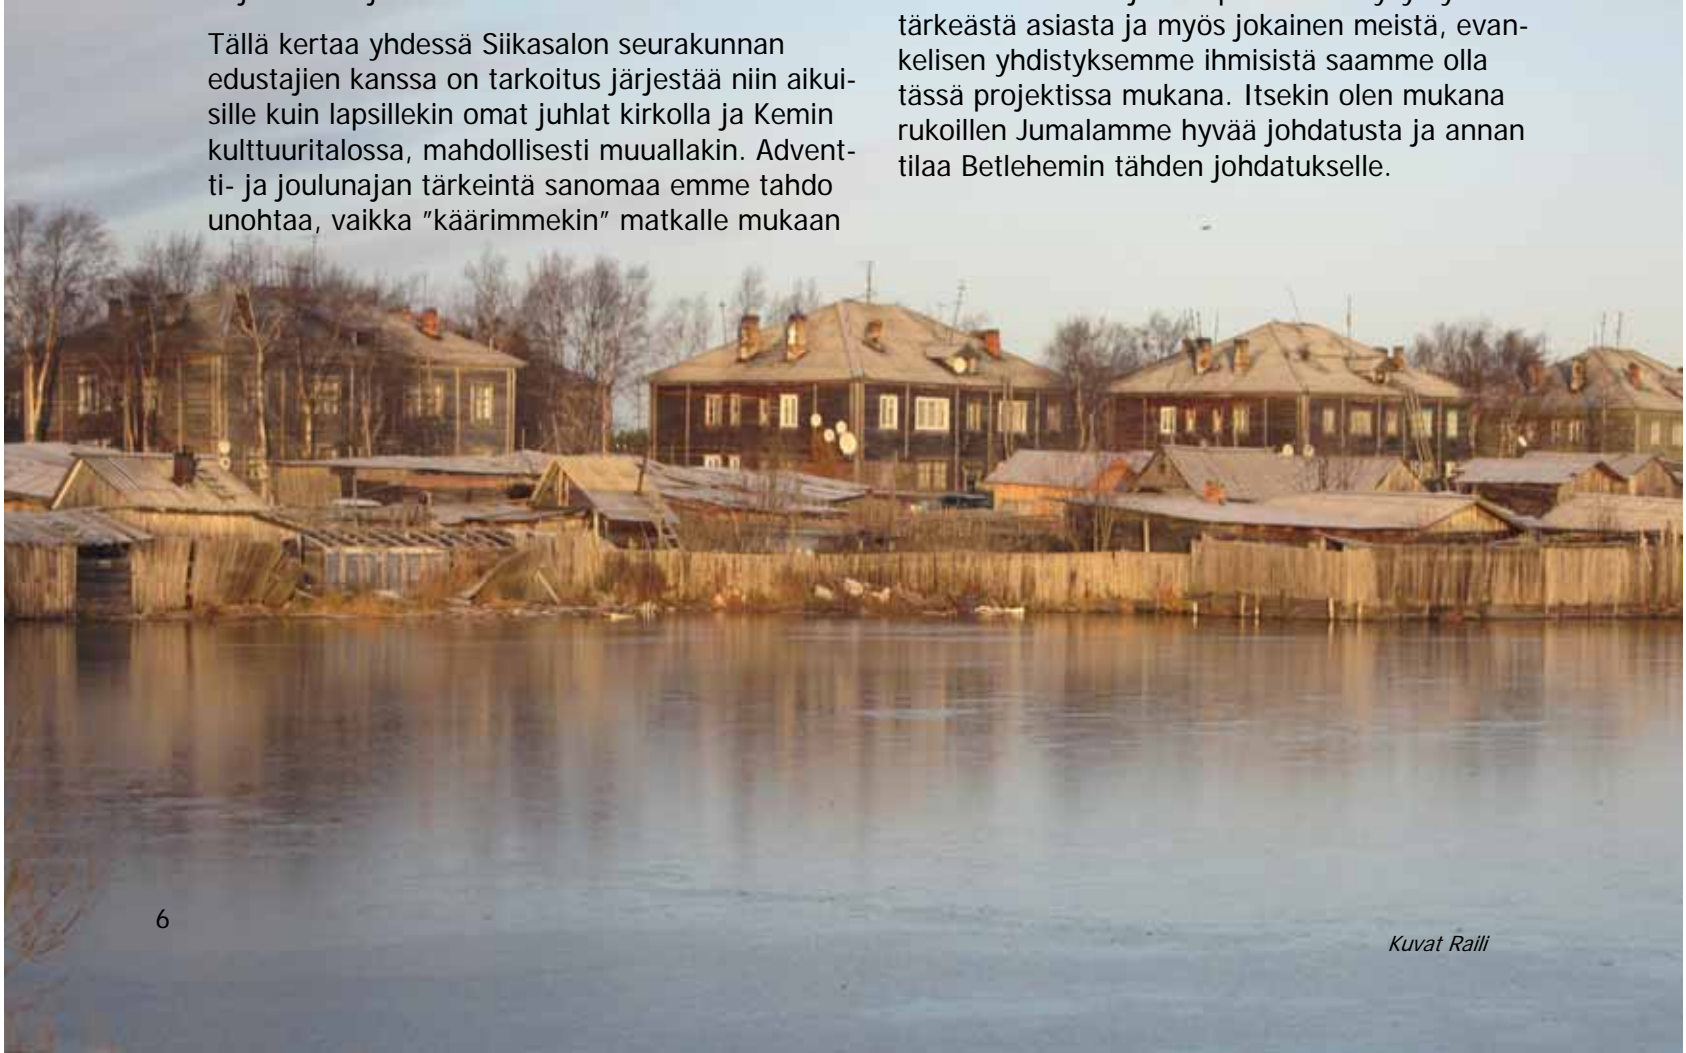 Tällä kertaa yhdessä Siikasalon seurakunnan
edustajien kanssa on tarkoitus järjestää niin aikui-
sille kuin lapsillekin omat juhlat kirkolla ja Kemin
kulttuuritalossa, mahdollisesti muuallakin. Advent-
ti- ja joulunajan tärkeintä sanomaa emme tahdo
unohtaa, vaikka ”käärimmekin” matkalle mukaan
tärkeästä asiasta ja myös jokainen meistä, evan-
kelisen yhdistyksemme ihmisistä saamme olla
tässä projektissa mukana. Itsekin olen mukana
rukoillen Jumalamme hyvää johdatusta ja annan
tilaa Betlehemin tähden johdatukselle.
6
Kuvat Raili